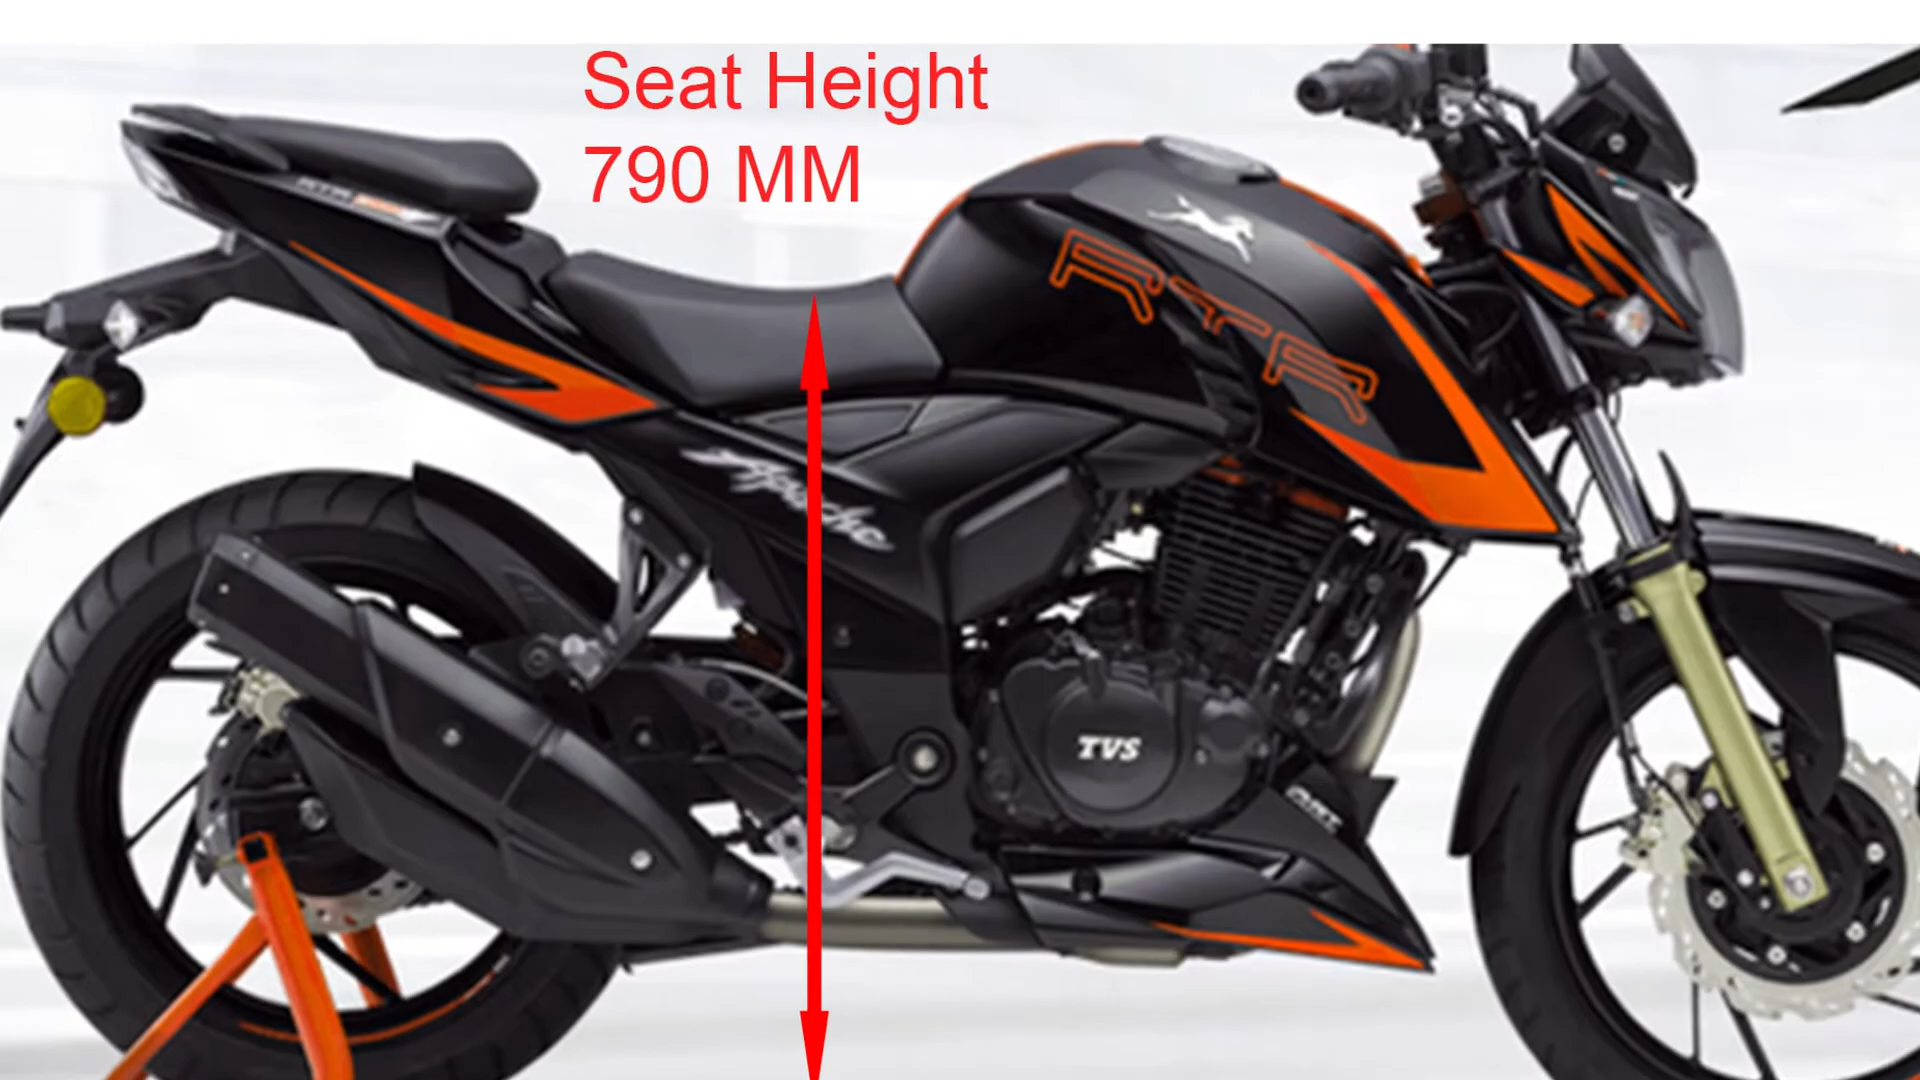 Seat Height
790 MM
RTR
Apache
TVS